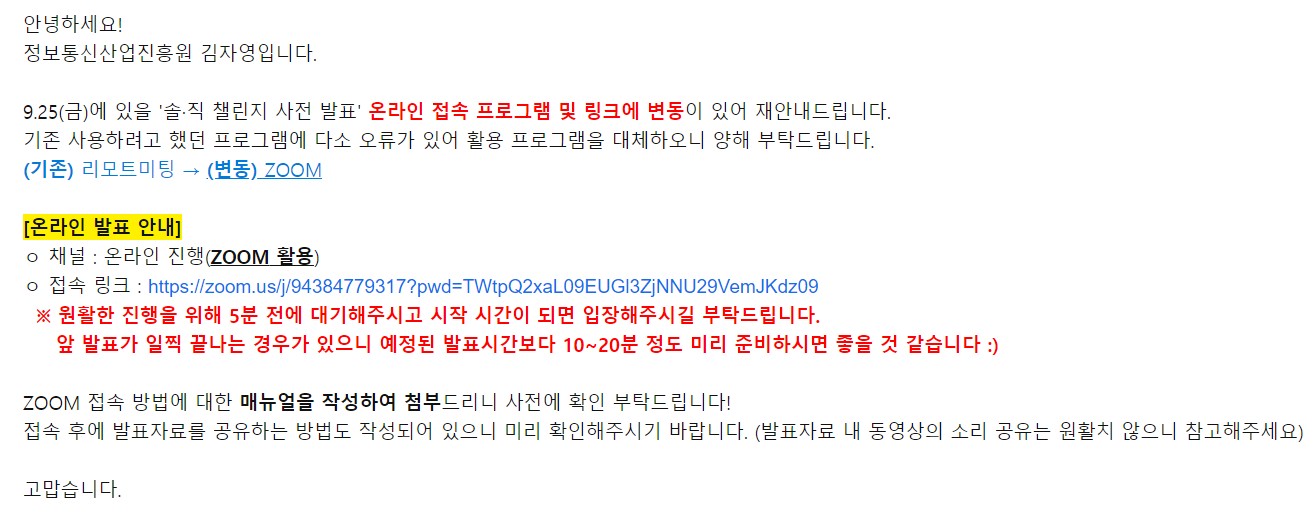 안녕하세요!
정보통신산업진흥원 김자영입니다.
9.25(금)에 있을 '솔·직 챌린지 사전 발표' 온라인 접속 프로그램 및 링크에 변동이 있어 재안내드립니다.
기존 사용하려고 했던 프로그램에 다소 오류가 있어 활용 프로그램을 대체하오니 양해 부탁드립니다.
(기존) 리모트미팅 → (변동) ZOOM
[온라인 발표 안내]
ㅇ 채널 : 온라인 진행(ZOOM 활용)
ㅇ 접속 링크 : https://zoom.us/j/94384779317?pwd=TWtpQ2xaL09EUGl3ZjNNU29VemJKdz09
※ 원활한 진행을 위해 5분 전에 대기해주시고 시작 시간이 되면 입장해주시길 부탁드립니다.
앞 발표가 일찍 끝나는 경우가 있으니 예정된 발표시간보다 10~20분 정도 미리 준비하시면 좋을 것 같습니다 :)
ZOOM 접속 방법에 대한 매뉴얼을 작성하여 첨부드리니 사전에 확인 부탁드립니다!
접속 후에 발표자료를 공유하는 방법도 작성되어 있으니 미리 확인해주시기 바랍니다. (발표자료 내 동영상의 소리 공유는 원활치 않으니 참고해주세요)
고맙습니다.